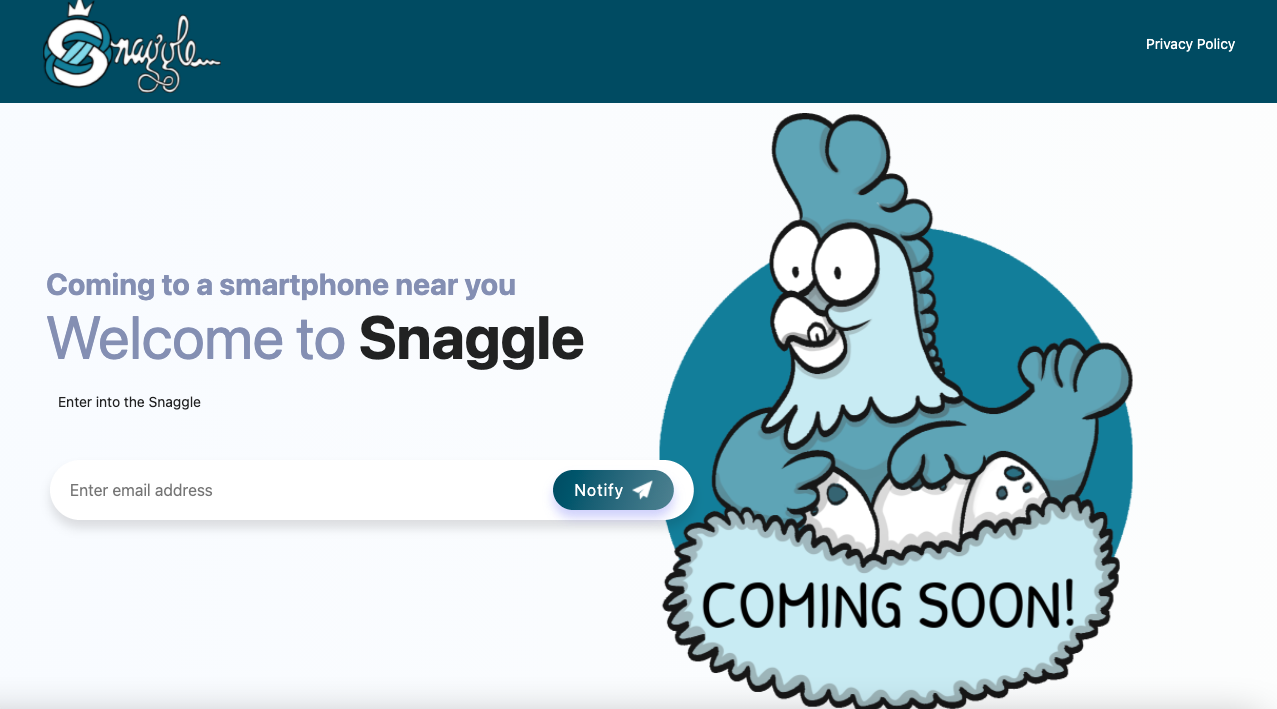 Snaggle
Privacy Policy
Coming to a smartphone near you
Welcome to Snaggle
Enter into the Snaggle
Enter email address
Notify
COMING SOON!